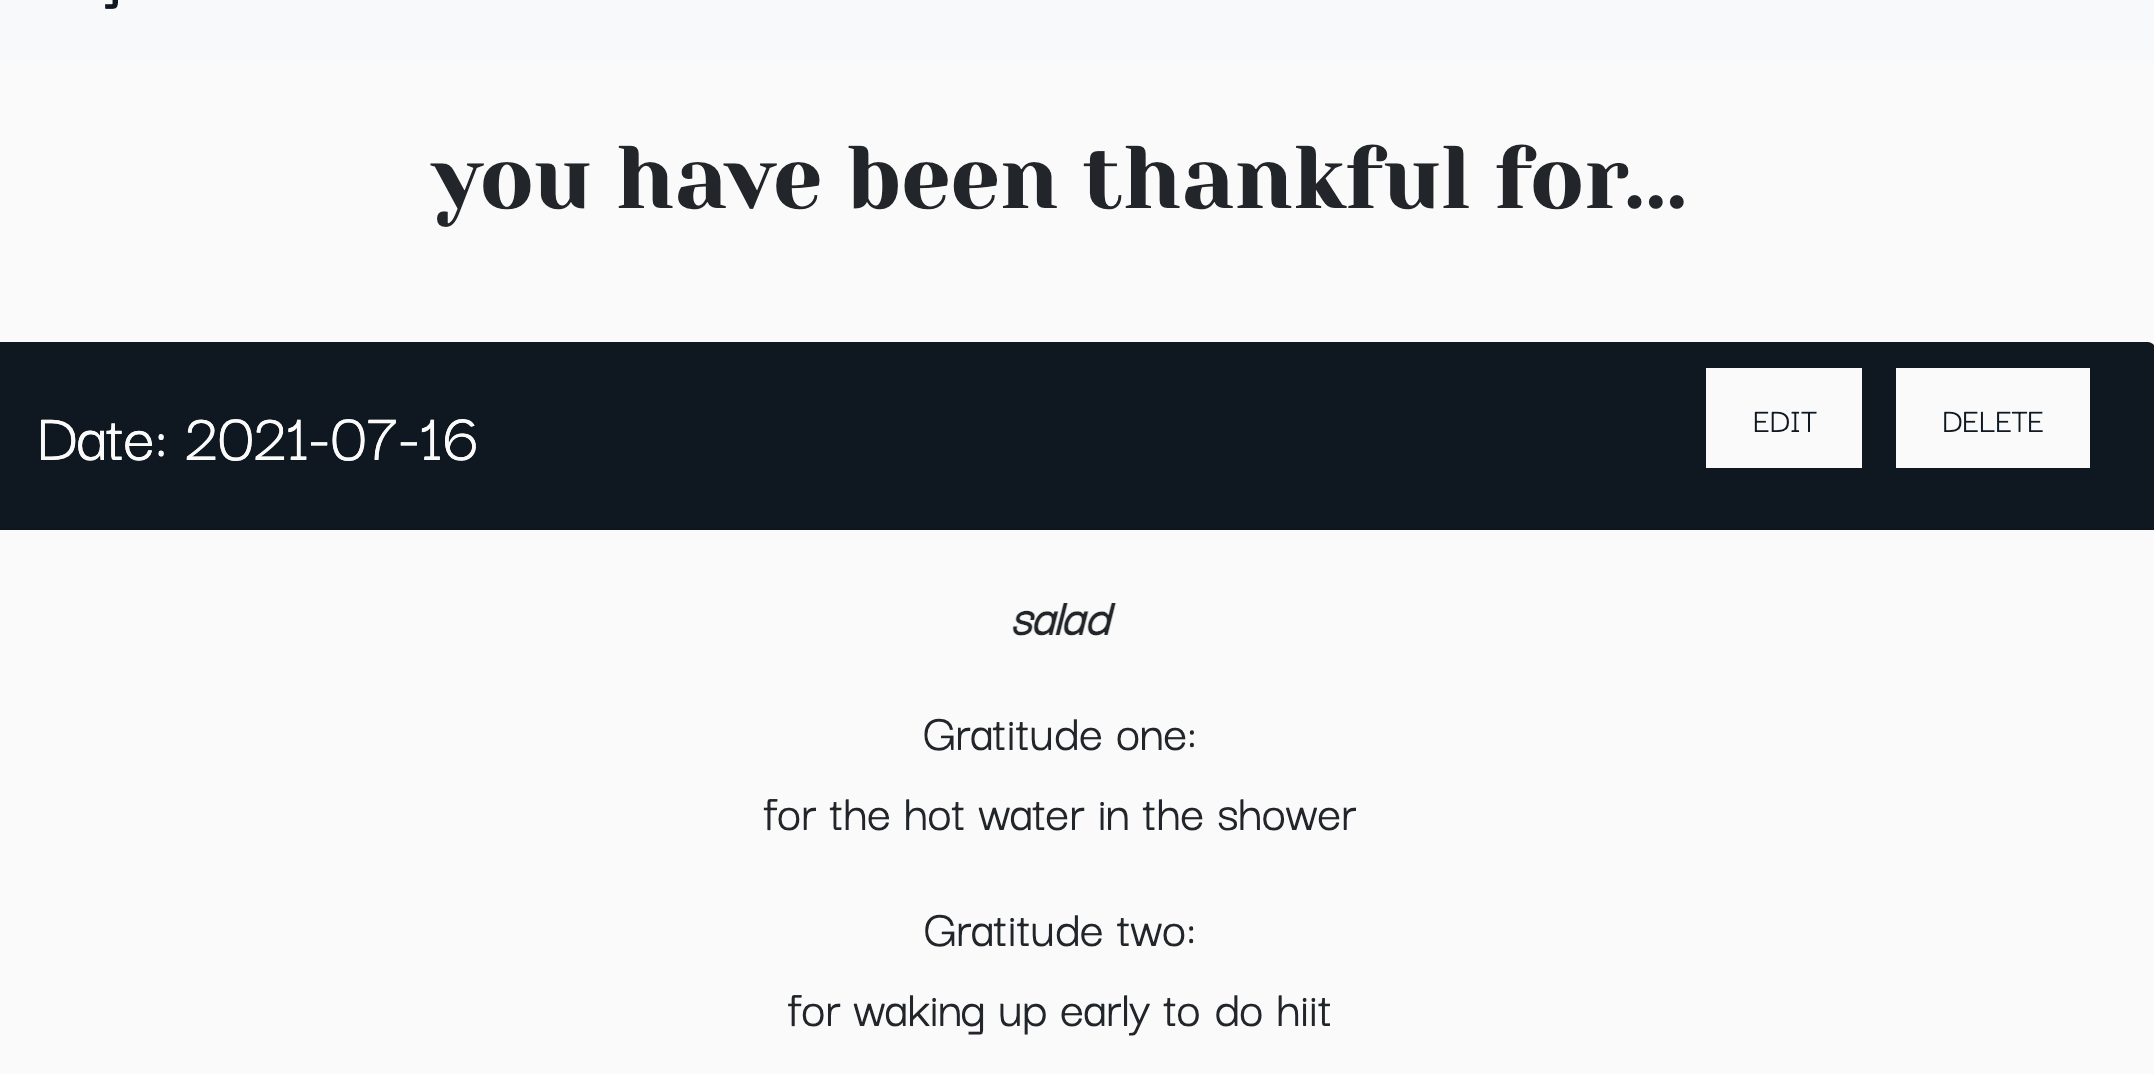 you have been thankful for...
Date: 2021-07-16
EDIT
DELETE
salad
Gratitude one:
for the hot water in the shower
Gratitude two:
for waking up early to do hiit